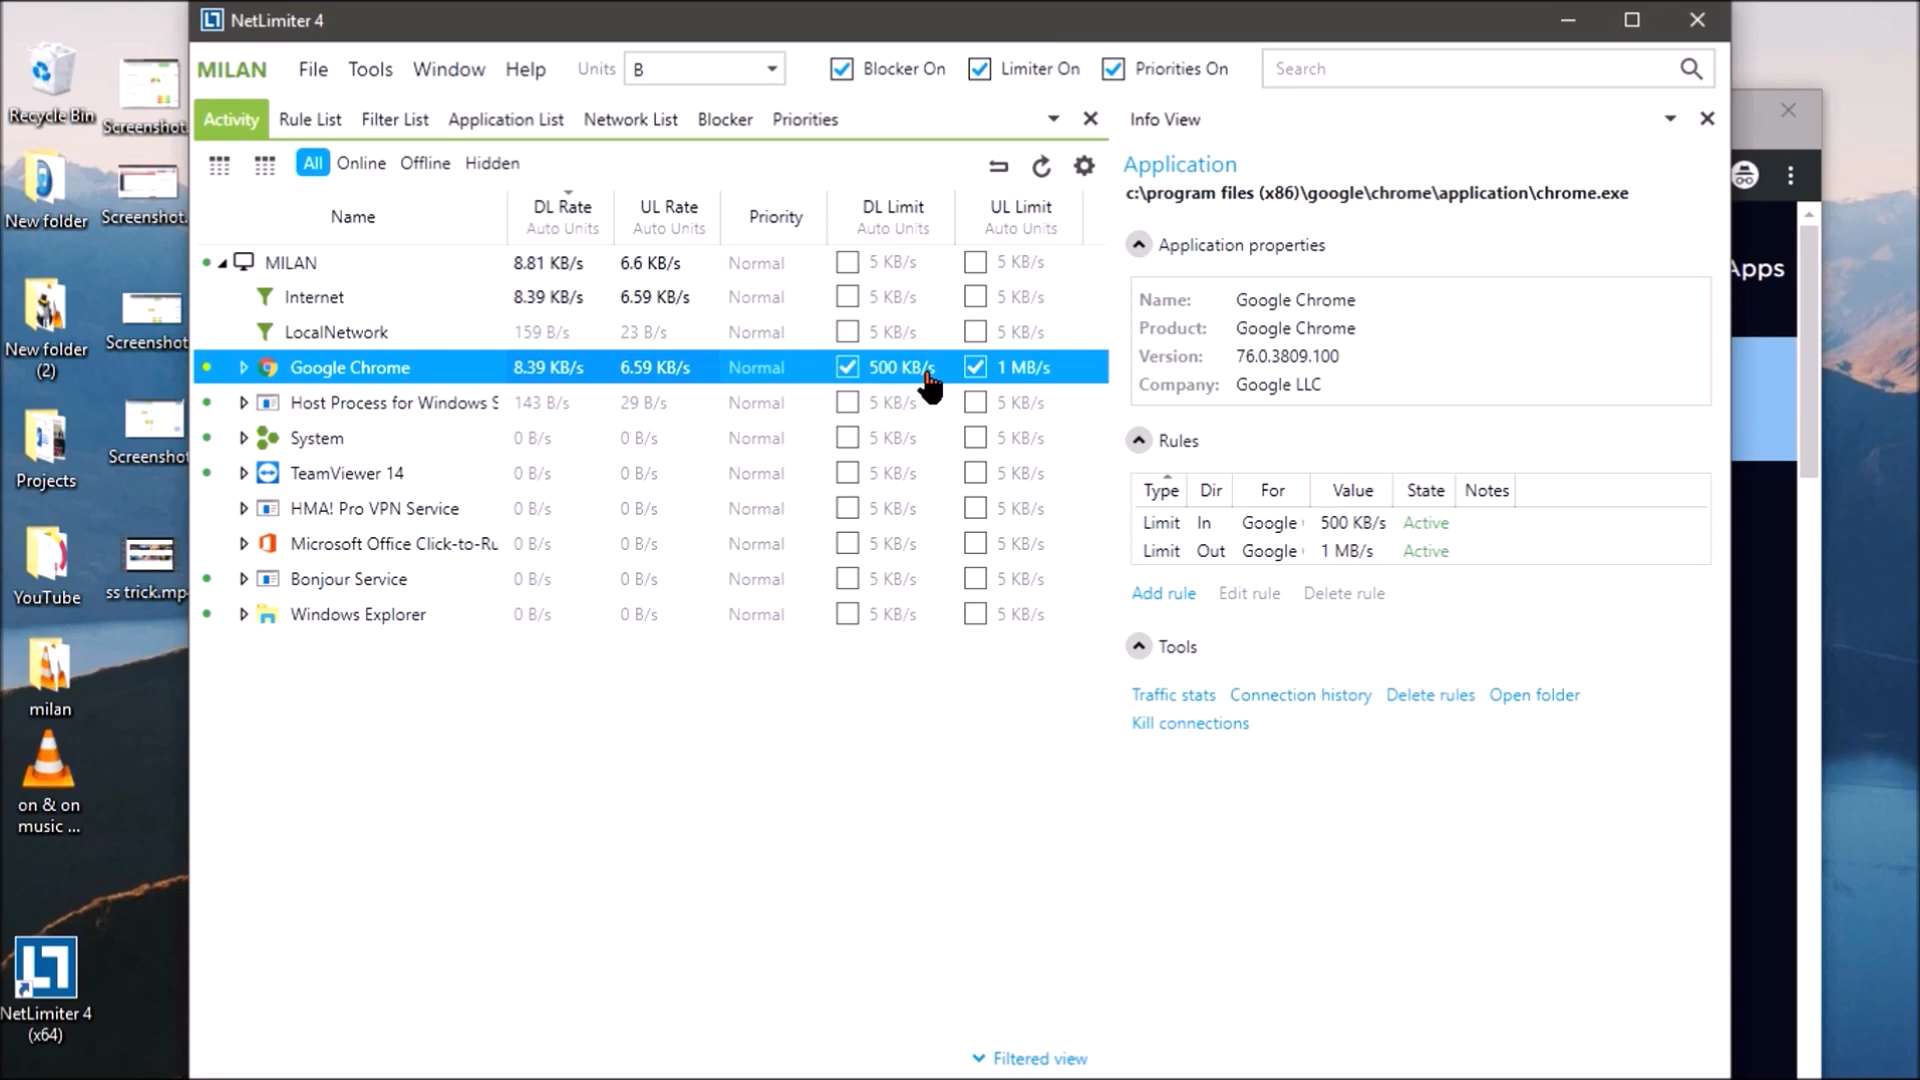 NetLimiter 4
MILAN File Tools Window Help Units B Blocker On Limiter On Priorities On Search
Activity Rule List Filter List Application List Network List Blocker Priorities
All Online Offline Hidden
Name DL Rate UL Rate Priority DL Limit UL Limit
Auto Units Auto Units Auto Units Auto Units
MILAN 8.81 KB/s 6.6 KB/s Normal 5 KB/s 5 KB/s
Internet 8.39 KB/s 6.59 KB/s Normal 5 KB/s 5 KB/s
LocalNetwork 159 B/s 23 B/s Normal 5 KB/s 5 KB/s
Google Chrome 8.39 KB/s 6.59 KB/s Normal 500 KB/s 1 MB/s
Host Process for Windows S 143 B/s 29 B/s Normal 5 KB/s 5 KB/s
System 0 B/s 0 B/s Normal 5 KB/s 5 KB/s
TeamViewer 14 0 B/s 0 B/s Normal 5 KB/s 5 KB/s
HMA! Pro VPN Service 0 B/s 0 B/s Normal 5 KB/s 5 KB/s
Microsoft Office Click-to-Ru 0 B/s 0 B/s Normal 5 KB/s 5 KB/s
Bonjour Service 0 B/s 0 B/s Normal 5 KB/s 5 KB/s
Windows Explorer 0 B/s 0 B/s Normal 5 KB/s 5 KB/s
Filtered view
Info View
Application
c:\program files (x86)\google\chrome\application\chrome.exe
Application properties
Name: Google Chrome
Product: Google Chrome
Version: 76.0.3809.100
Company: Google LLC
Rules
Type Dir For Value State Notes
Limit In Google 500 KB/s Active
Limit Out Google 1 MB/s Active
Add rule Edit rule Delete rule
Tools
Traffic stats Connection history Delete rules Open folder
Kill connections
Apps
Recycle Bin Screenshot.
New folder Screenshot.
New folder Screenshot
(2)
Projects Screenshot
YouTube ss trick.mp
milan
on & on
music ...
NetLimiter 4
(x64)